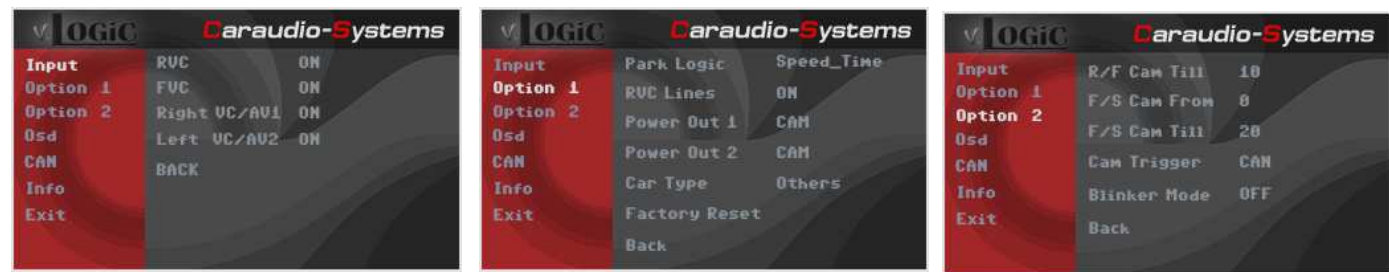 v.LOGiC Caraudio-Systems
Input RVC ON
Option 1 FVC ON
Option 2 Right VC/AV1 ON
Osd Left VC/AV2 ON
CAN BACK
Info
Exit
v.LOGiC Caraudio-Systems
Input Park Logic Speed_Time
Option 1 RVC Lines ON
Option 2 Power Out 1 CAM
Osd Power Out 2 CAM
CAN Car Type Others
Info Factory Reset
Exit Back
v.LOGiC Caraudio-Systems
Input R/F Cam Till 10
Option 1 F/S Cam From 0
Option 2 F/S Cam Till 20
Osd Cam Trigger CAN
CAN Blinker Mode OFF
Info Back
Exit